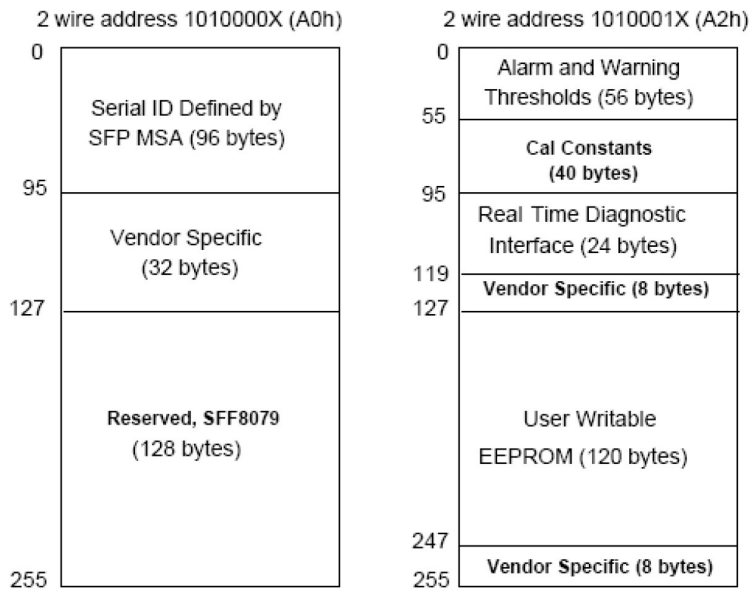 2 wire address 1010000X (A0h)
0
Serial ID Defined by
SFP MSA (96 bytes)
95
Vendor Specific
(32 bytes)
127
Reserved, SFF8079
(128 bytes)
255
2 wire address 1010001X (A2h)
0
Alarm and Warning
Thresholds (56 bytes)
55
Cal Constants
(40 bytes)
95
Real Time Diagnostic
Interface (24 bytes)
119
Vendor Specific (8 bytes)
127
User Writable
EEPROM (120 bytes)
247
Vendor Specific (8 bytes)
255